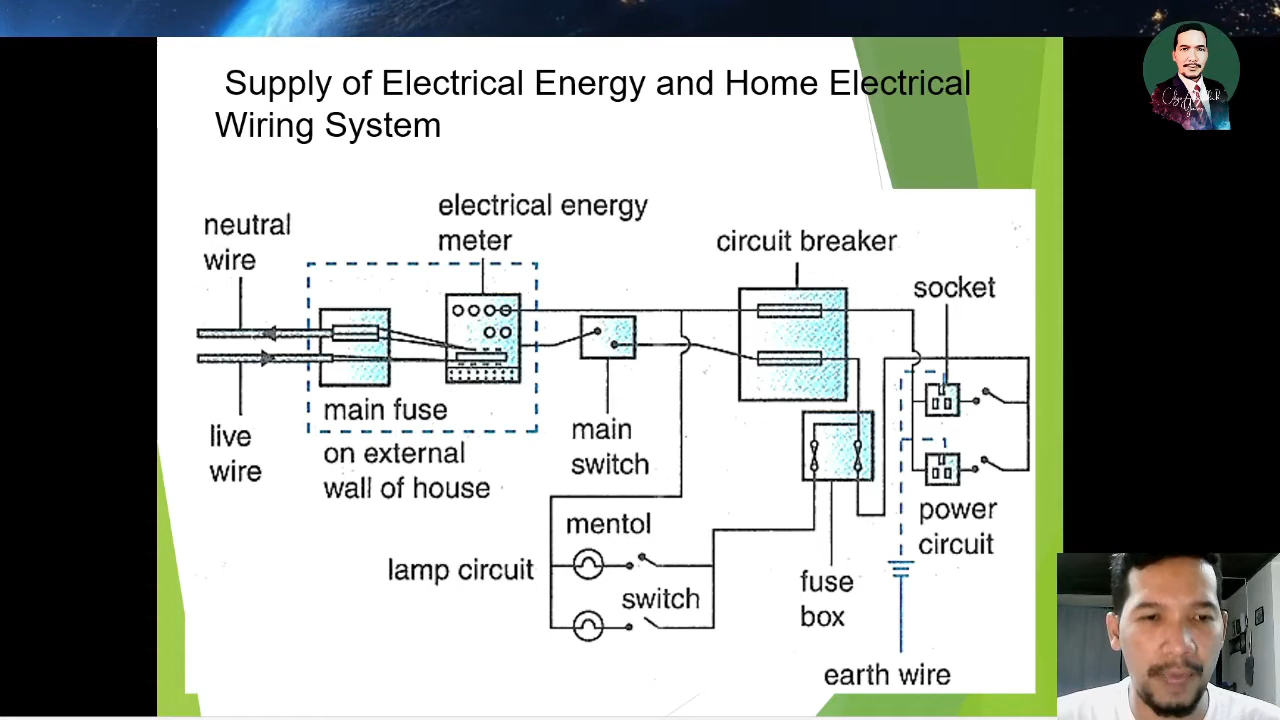 Supply of Electrical Energy and Home Electrical
Wiring System
electrical energy
meter
neutral
wire
circuit breaker
socket
main fuse
on external
wall of house
live
wire
main
switch
mentol
lamp circuit
switch
fuse
box
power
circuit
earth wire